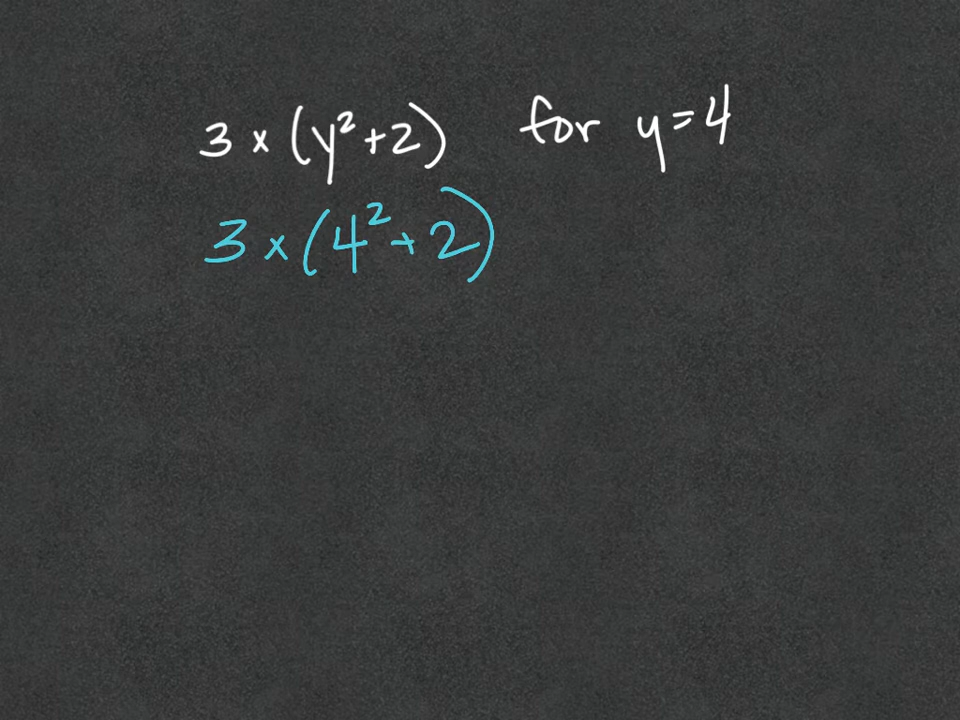 3 × (y² + 2) for y = 4
3 × (4² + 2)